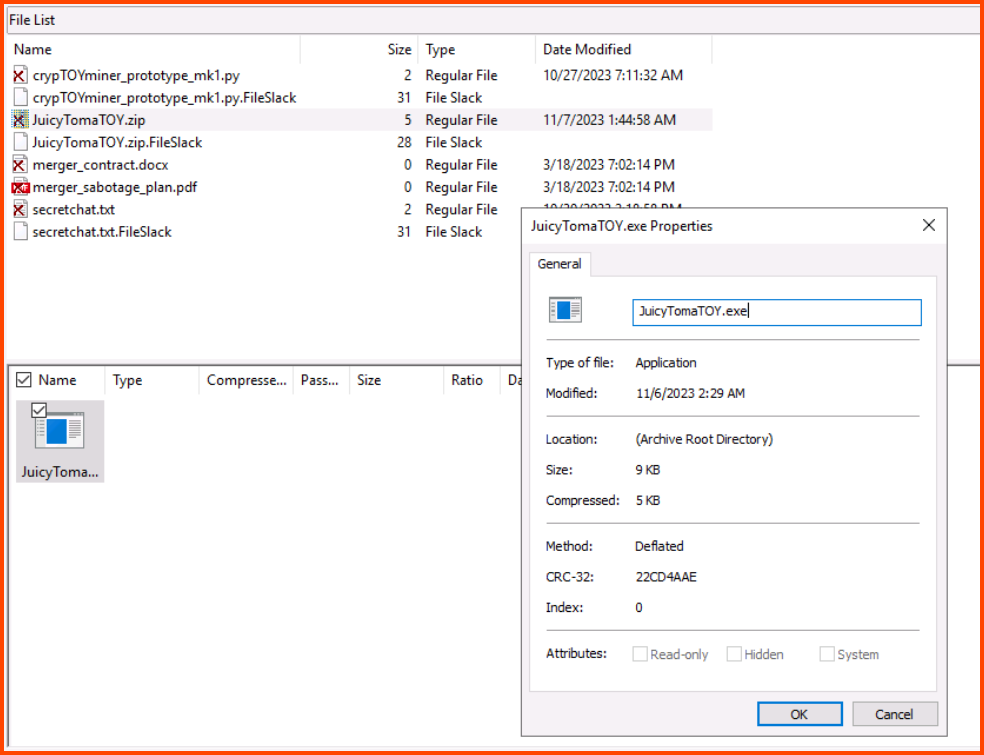 File List
Name Size Type Date Modified
crypTOYminer_prototype_mk1.py 2 Regular File 10/27/2023 7:11:32 AM
crypTOYminer_prototype_mk1.py.FileSlack 31 File Slack
JuicyTomaTOY.zip 5 Regular File 11/7/2023 1:44:58 AM
JuicyTomaTOY.zip.FileSlack 28 File Slack
merger_contract.docx 0 Regular File 3/18/2023 7:02:14 PM
merger_sabotage_plan.pdf 0 Regular File 3/18/2023 7:02:14 PM
secretchat.txt 2 Regular File
secretchat.txt.FileSlack 31 File Slack
JuicyTomaTOY.exe Properties
General
JuicyTomaTOY.exe
Type of file: Application
Modified: 11/6/2023 2:29 AM
Location: (Archive Root Directory)
Size: 9 KB
Compressed: 5 KB
Method: Deflated
CRC-32: 22CD4AAE
Index: 0
Attributes: Read-only Hidden System
OK Cancel
Name Type Compresse... Pass... Size Ratio
JuicyToma...